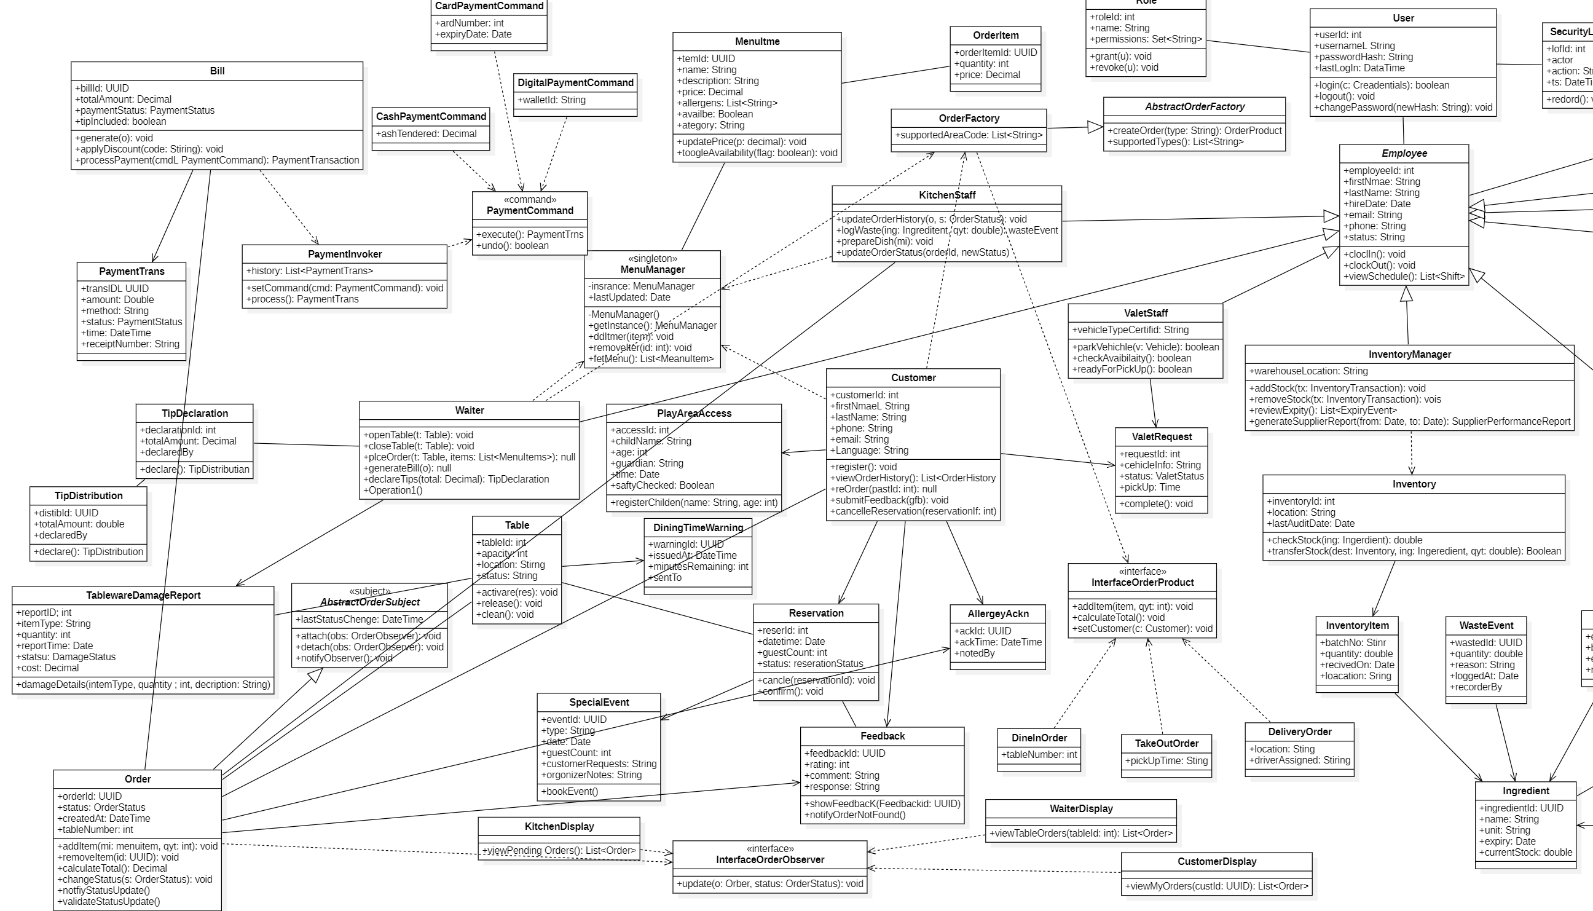 CardPaymentCommand
+ardNumber: int
+expiryDate: Date
Role
+roleId: int
+name: String
+permissions: Set<String>
+grant(u): void
+revoke(u): void
User
+userId: int
+usernameL String
+passwordHash: String
+lastLogIn: DataTime
+login(c: Creadentials): boolean
+logout(): void
+changePassword(newHash: String): void
+lofId: int
+actor
+redord():
OrderItem
+orderItemId: UUID
+quantity: int
+price: Decimal
MenuItme
+temId: UUID
+name: String
+description: String
+price: Decimal
+allergens: List<String>
+availbe: Boolean
+ategory: String
+updatePrice(p: decimal): void
+toogleAvailability(flag: boolean): void
Bill
+billId: UUID
+totalAmount: Decimal
+paymentStatus: PaymentStatus
+tipIncluded: boolean
+generate(o): void
+applyDiscount(code: Stiring): void
+processPayment(cmdL PaymentCommand): PaymentTransaction
DigitalPaymentCommand
+walletId: String
CashPaymentCommand
+ashTendered: Decimal
OrderFactory
+supportedAreaCode: List<String>
AbstractOrderFactory
+createOrder(type: String): OrderProduct
+supportedTypes(): List<String>
Employee
+employeeId: int
+firstNmae: String
+lastName: String
+hireDate: Date
+email: String
+phone: String
+status: String
+clocIIn(): void
+clockOut(): void
+viewSchedule(): List<Shift>
KitchenStaff
+updateOrderHistory(o, s: OrderStatus): void
+logWaste(ing: Ingreditent, qyt: double): wasteEvent
+prepareDish(mi): void
+updateOrderStatus(orderId, newStatus)
«command»
PaymentCommand
+execute(): PaymentTrns
+undo(): boolean
PaymentInvoker
+history: List<PaymentTrans>
+setCommand(cmd: PaymentCommand): void
+process(): PaymentTrans
«singleton»
MenuManager
-insrance: MenuManager
+lastUpdated: Date
-MenuManager()
+getInstance(): MenuManager
+ddItmer(item): void
+removeIter(id: int): void
+fetMenu(): List<MeanuItem>
PaymentTrans
+transIDL UUID
+amount: Double
+method: String
+status: PaymentStatus
+time: DateTime
+receiptNumber: String
ValetStaff
+vehicleTypeCertifid: String
+parkVehichle(v: Vehicle): boolean
+checkAvibilaity(): boolean
+readyForPickUp(): boolean
InventoryManager
+warehouseLocation: String
+addStock(tx: InventoryTransaction): void
+removeStock(tx: InventoryTransaction): vois
+reviewExpity(): List<ExpiryEvent>
+generateSupplierReport(from: Date, to: Date): SupplierPerformanceReport
Customer
+customerId: int
+firstNmaeL String
+lastName: String
+phone: String
+email: String
+Language: String
+register(): void
+viewOrderHistory(): List<OrderHistory
+reOrder(pastId: int): null
+submitFeedback(gfb): void
+cancelleReservation(reservationIf: int)
TipDeclaration
+declarationId: int
+totalAmount: Decimal
+declaredBy
+declare(): TipDistributian
Waiter
+openTable(t: Table): void
+closeTable(t: Table): void
+plceOrder(t: Table, items: List<MenuItems>): null
+generateBill(o): null
+declareTips(total: Decimal): TipDeclaration
+Operation1()
PlayAreaAccess
+accessId: int
+childName: String
+age: int
+guardian: String
+time: Date
+saftyChecked: Boolean
+registerChilden(name: String, age: int)
ValetRequest
+requestId: int
+cehicleInfo: String
+status: ValetStatus
+pickUp: Time
+complete(): void
Inventory
+inventoryId: int
+location: String
+lastAuditDate: Date
+checkStock(ing: Ingerdient): double
+transferStock(dest: Inventory, ing: Ingeredient, qyt: double): Boolean
TipDistribution
+distibId: UUID
+totalAmount: double
+declaredBy
+declare(): TipDistribution
Table
+tableId: int
+apacity: int
+location: Stirng
+status: String
+activare(res): void
+release(): void
+clean(): void
DiningTimeWarning
+warningId: UUID
+issuedAt: DateTime
+minutesRemaining: int
+sentTo
TablewareDamageReport
+reportID; int
+itemType: String
+quantity: int
+reportTime: Date
+statsu: DamageStatus
+cost: Decimal
+damageDetails(intemType, quantity ; int, decription: String)
«subject»
AbstractOrderSubject
+lastStatusChenge: DateTime
+attach(obs: OrderObserver): void
+detach(obs: OrderObserver): void
+notifyObserver(): void
«interface»
InterfaceOrderProduct
+addItem(item, qyt: int): void
+calculateTotal(): void
+setCustomer(c: Customer): void
Reservation
+reserId: int
+datetime: Date
+guestCount: int
+status: reserationStatus
+cancle(reservationId): void
+confirm(): void
AllergeyAckn
+ackId: UUID
+ackTime: DateTime
+notedBy
InventoryItem
+batchNo: Stinr
+quantity: double
+recivedOn: Date
+loacation: Sring
WasteEvent
+wastedId: UUID
+quantity: double
+reason: String
+loggedAt: Date
+recorderBy
SpecialEvent
+eventId: UUID
+type: String
+date: Date
+guestCount: int
+customerRequests: String
+orgonizerNotes: String
+bookEvent()
Feedback
+feedbackId: UUID
+rating: int
+comment: String
+response: String
+showFeedbacK(Feedbackid: UUID)
+notifyOrderNotFound()
DineInOrder
+tableNumber: int
TakeOutOrder
+pickUpTime: Sting
DeliveryOrder
+location: Sting
+driverAssigned: String
Order
+orderId: UUID
+status: OrderStatus
+createdAt: DateTime
+tableNumber: int
+addItem(mi: menuitem, qyt: int): void
+removeItem(id: UUID): void
+calculateTotal(): Decimal
+changeStatus(s: OrderStatus): void
+notfiyStatusUpdate()
+validateStatusUpdate()
Ingredient
+ingredientId: UUID
+name: String
+unit: String
+expiry: Date
+currentStock: double
WaiterDisplay
+viewTableOrders(tableId: int): List<Order>
KitchenDisplay
+viewPending Orders(): List<Order>
«interface»
InterfaceOrderObserver
+update(o: Orber, status: OrderStatus): void
CustomerDisplay
+viewMyOrders(custId: UUID): List<Order>